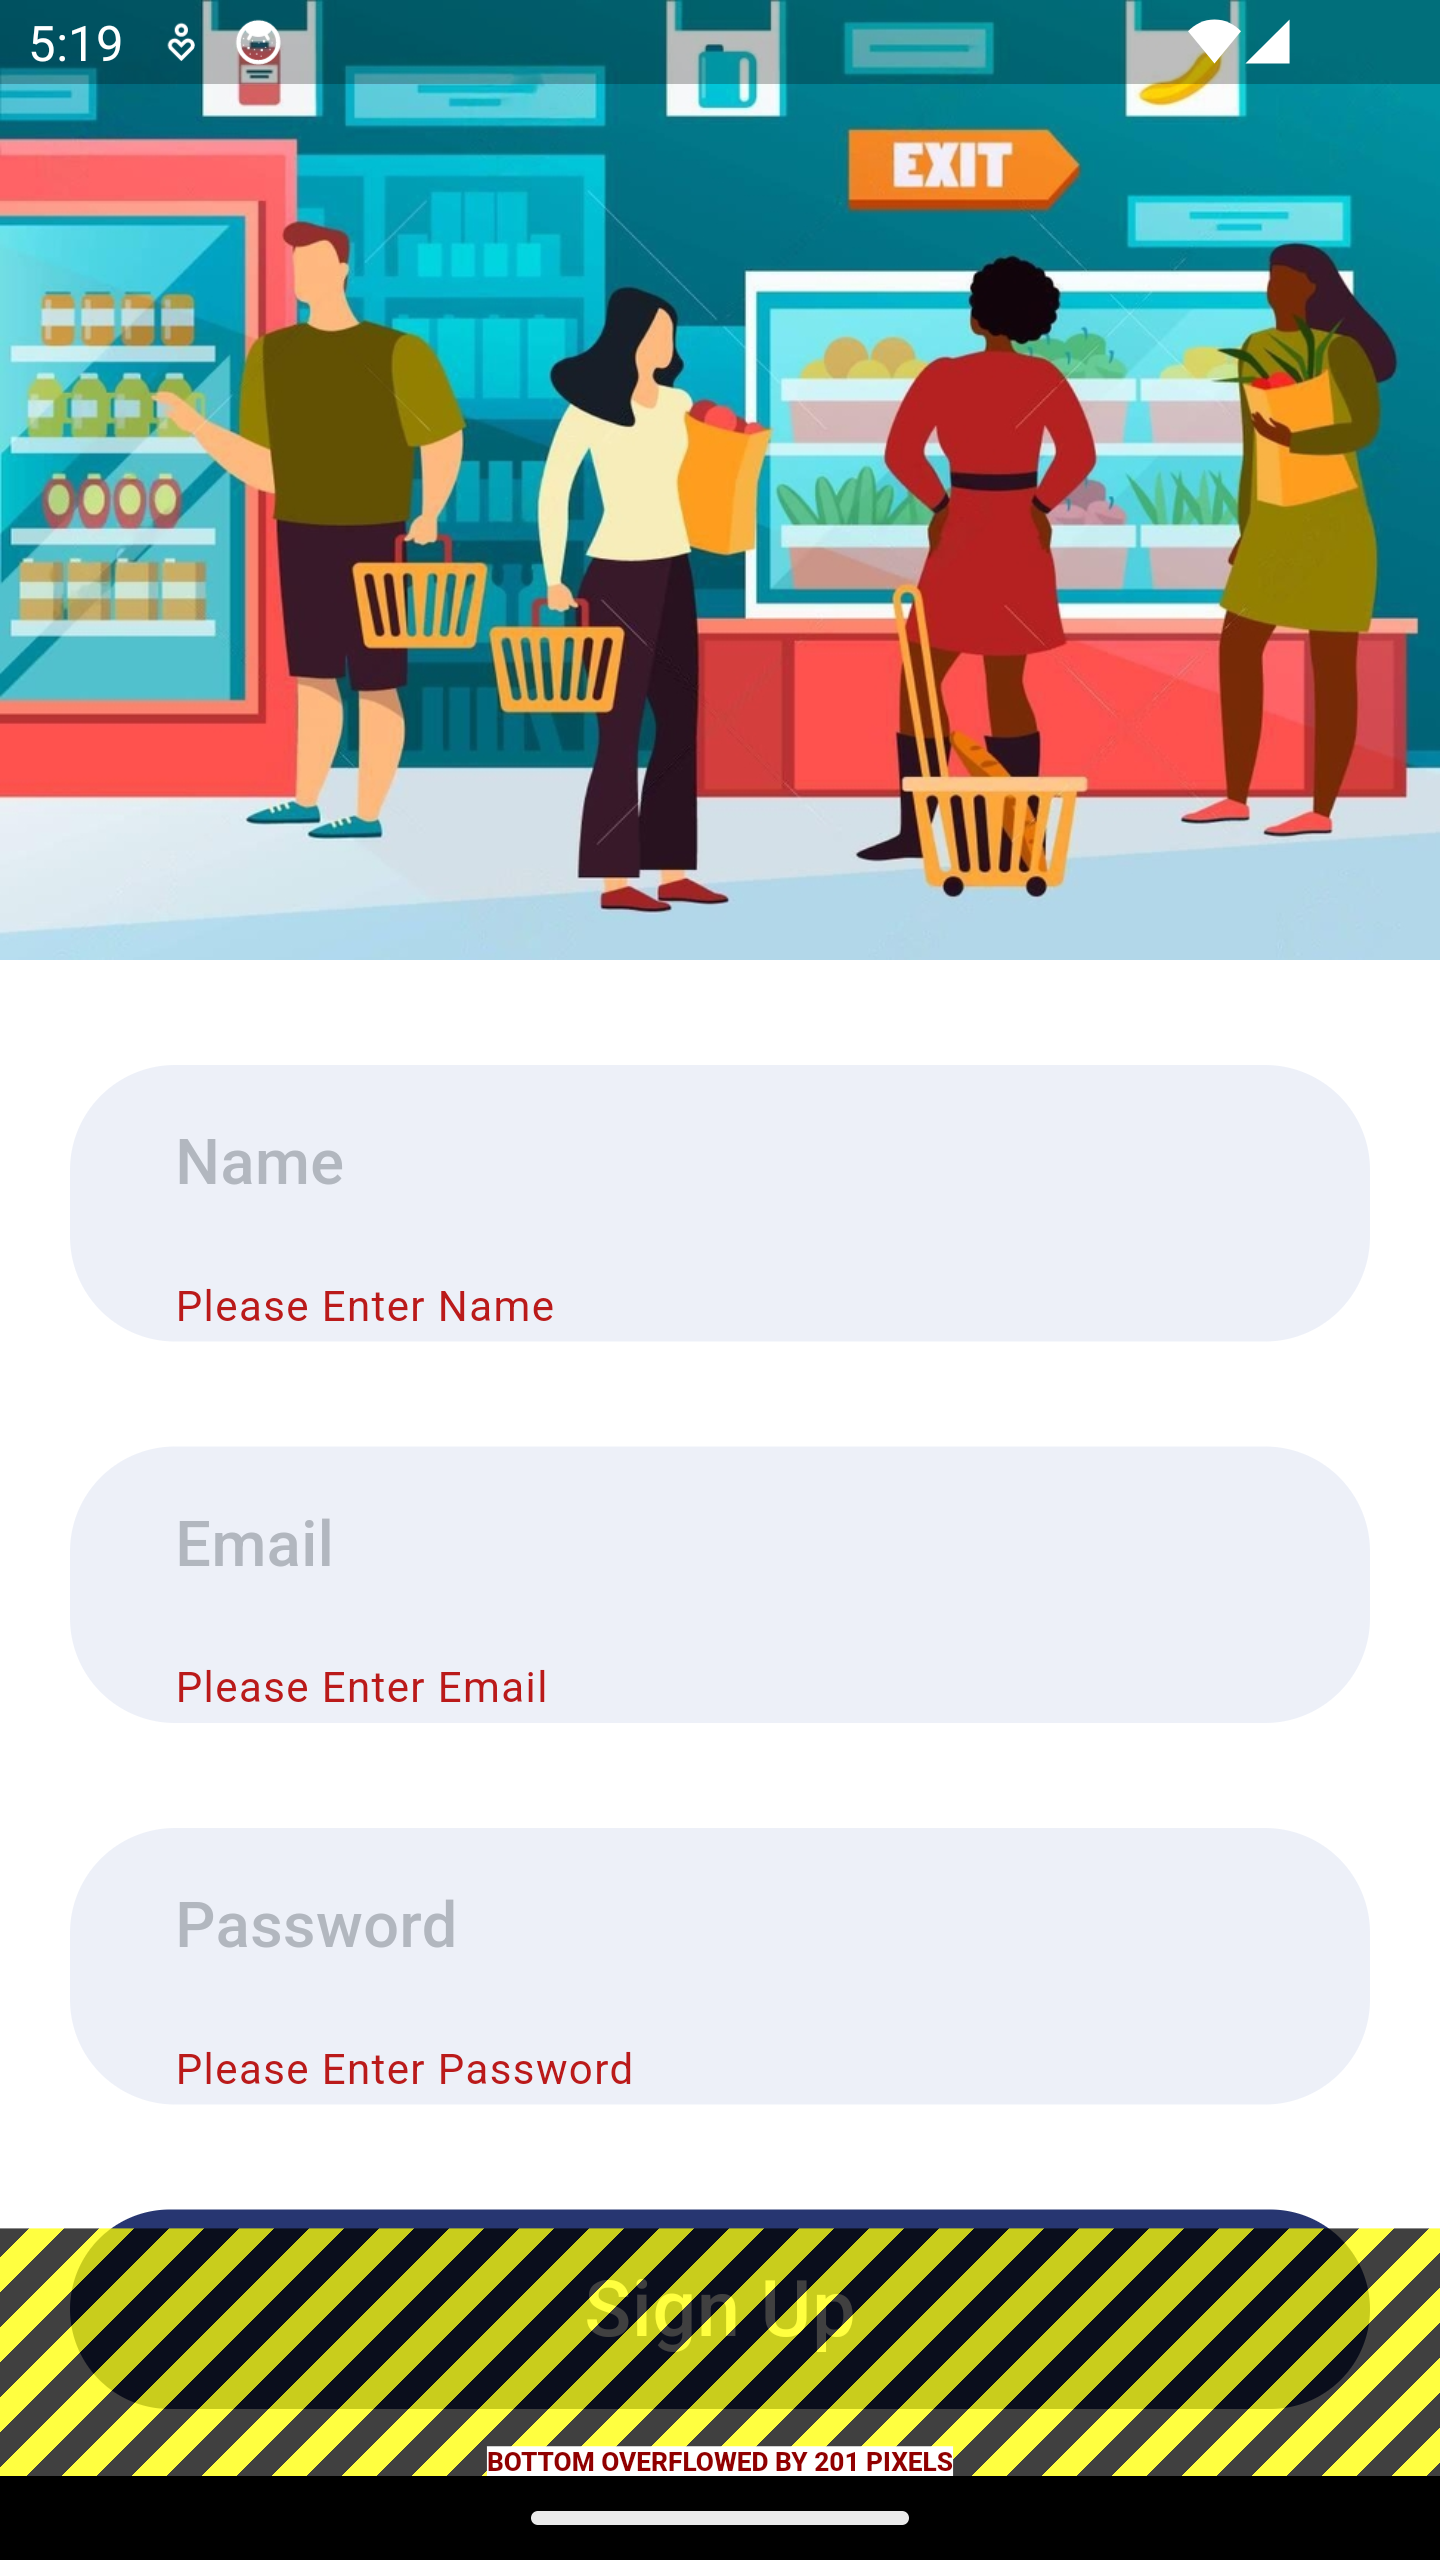 5:19
EXIT
Name
Please Enter Name
Email
Please Enter Email
Password
Please Enter Password
Sign Up
BOTTOM OVERFLOWED BY 201 PIXELS